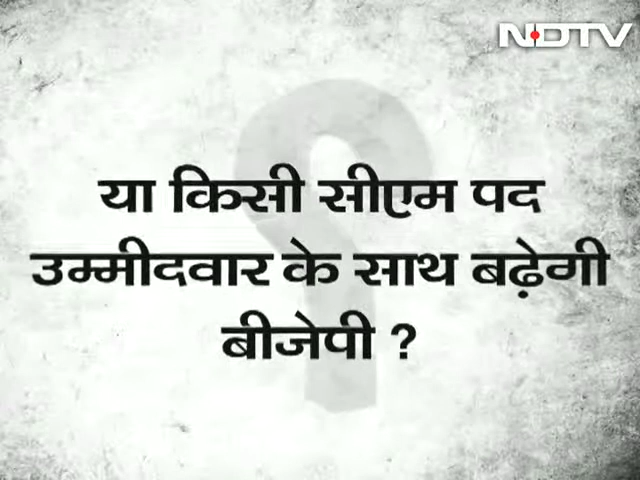 NDTV
या किसी सीएम पद
उम्मीदवार के साथ बढ़ेगी
बीजेपी ?